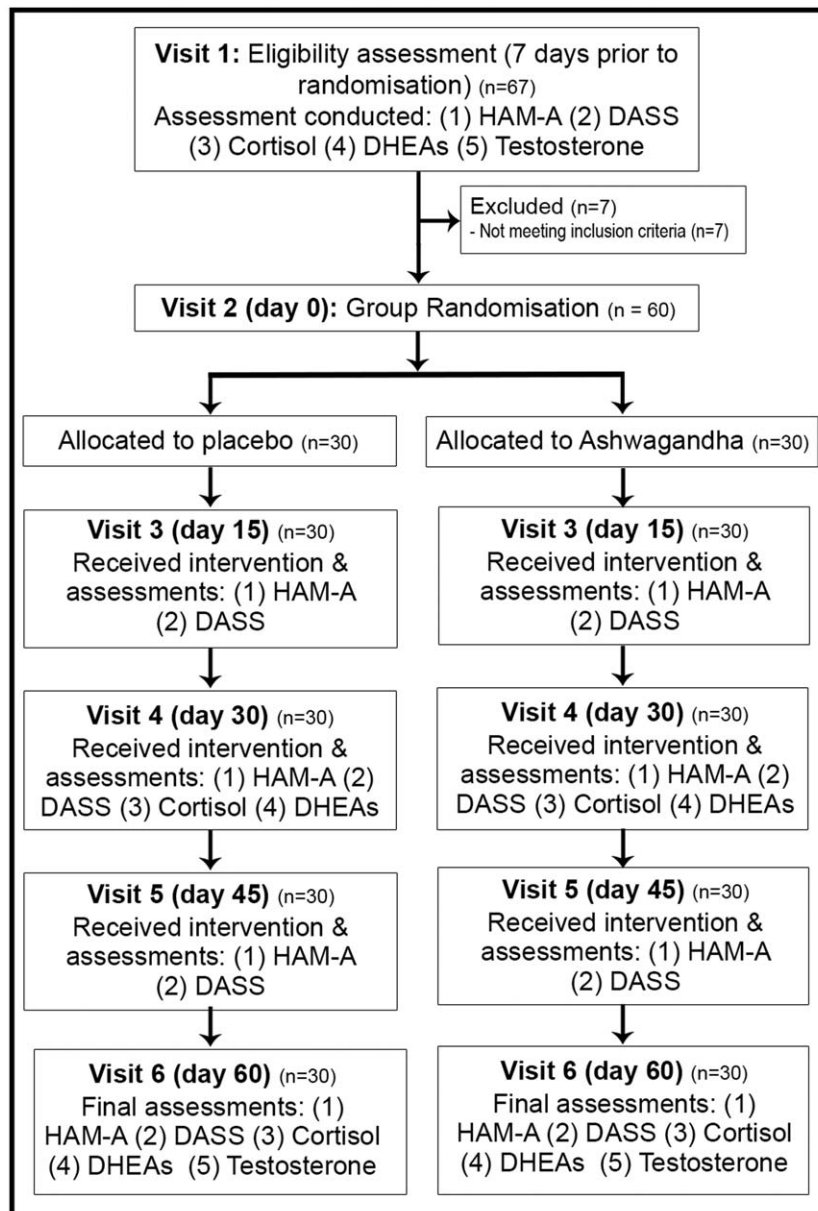 Visit 1: Eligibility assessment (7 days prior to
randomisation) (n=67)
Assessment conducted: (1) HAM-A (2) DASS
(3) Cortisol (4) DHEAs (5) Testosterone
Excluded (n=7)
- Not meeting inclusion criteria (n=7)
Visit 2 (day 0): Group Randomisation (n = 60)
Allocated to placebo (n=30)
Allocated to Ashwagandha (n=30)
Visit 3 (day 15) (n=30)
Received intervention &
assessments: (1) HAM-A
(2) DASS
Visit 3 (day 15) (n=30)
Received intervention &
assessments: (1) HAM-A
(2) DASS
Visit 4 (day 30) (n=30)
Received intervention &
assessments: (1) HAM-A (2)
DASS (3) Cortisol (4) DHEAs
Visit 4 (day 30) (n=30)
Received intervention &
assessments: (1) HAM-A (2)
DASS (3) Cortisol (4) DHEAs
Visit 5 (day 45) (n=30)
Received intervention &
assessments: (1) HAM-A
(2) DASS
Visit 5 (day 45) (n=30)
Received intervention &
assessments: (1) HAM-A
(2) DASS
Visit 6 (day 60) (n=30)
Final assessments: (1)
HAM-A (2) DASS (3) Cortisol
(4) DHEAs (5) Testosterone
Visit 6 (day 60) (n=30)
Final assessments: (1)
HAM-A (2) DASS (3) Cortisol
(4) DHEAs (5) Testosterone